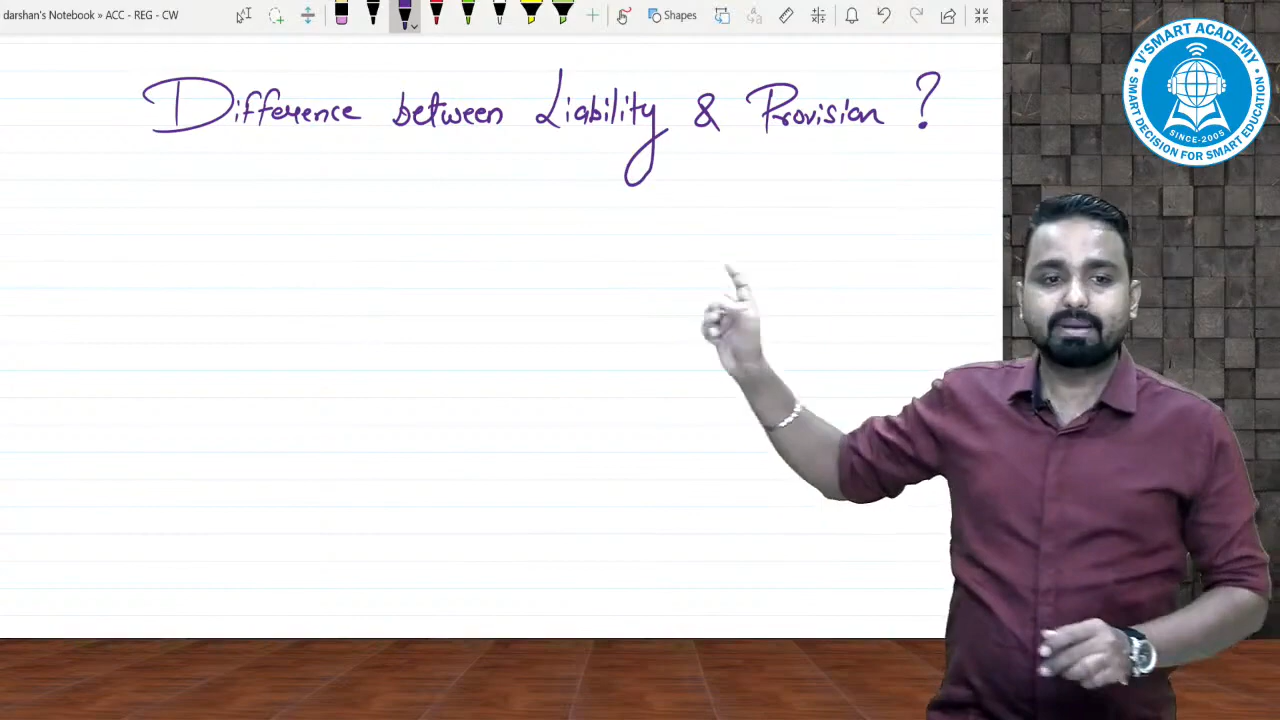 darshan's Notebook » ACC - REG - CW
Shapes
Difference between Liability & Provision ?
V'SMART ACADEMY
SINCE-2005
SMART DECISION FOR SMART EDUCATION